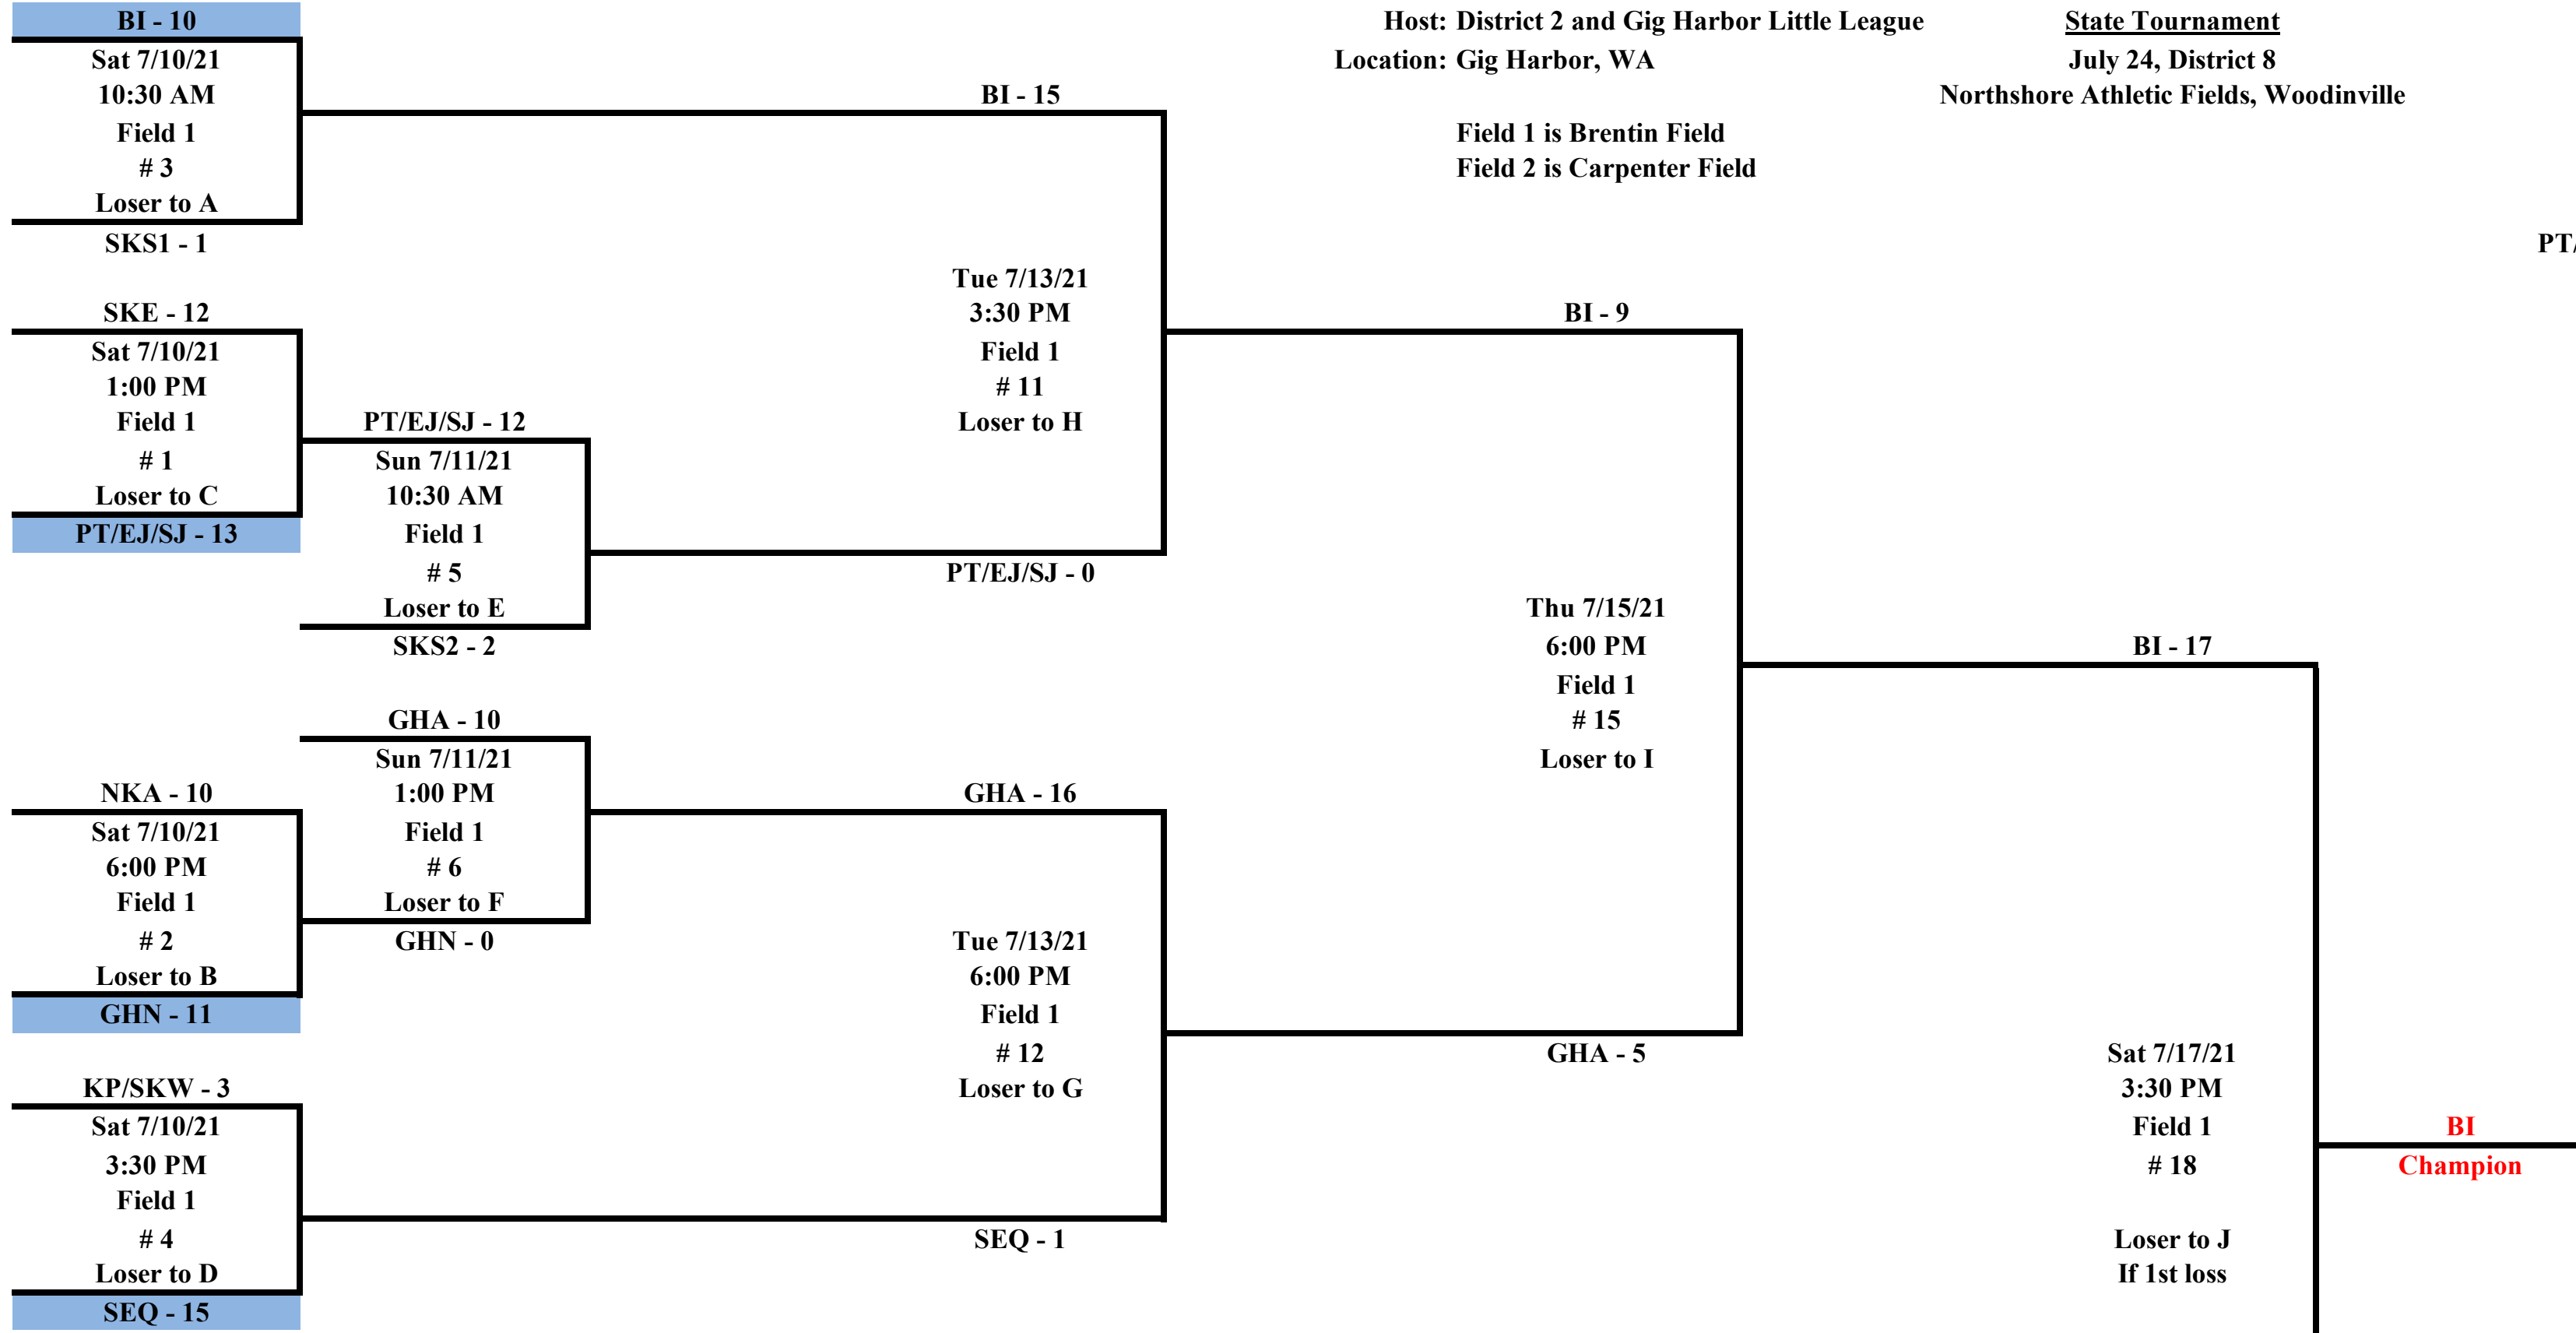 BI - 10
Sat 7/10/21
10:30 AM
Field 1
# 3
Loser to A
SKS1 - 1
SKE - 12
Sat 7/10/21
1:00 PM
Field 1
# 1
Loser to C
PT/EJ/SJ - 13
NKA - 10
Sat 7/10/21
6:00 PM
Field 1
# 2
Loser to B
GHN - 11
KP/SKW - 3
Sat 7/10/21
3:30 PM
Field 1
# 4
Loser to D
SEQ - 15
PT/EJ/SJ - 12
Sun 7/11/21
10:30 AM
Field 1
# 5
Loser to E
SKS2 - 2
GHA - 10
Sun 7/11/21
1:00 PM
Field 1
# 6
Loser to F
GHN - 0
BI - 15
Tue 7/13/21
3:30 PM
Field 1
# 11
Loser to H
PT/EJ/SJ - 0
GHA - 16
Tue 7/13/21
6:00 PM
Field 1
# 12
Loser to G
SEQ - 1
Host: District 2 and Gig Harbor Little League
Location: Gig Harbor, WA
Field 1 is Brentin Field
Field 2 is Carpenter Field
BI - 9
Thu 7/15/21
6:00 PM
Field 1
# 15
Loser to I
GHA - 5
State Tournament
July 24, District 8
Northshore Athletic Fields, Woodinville
BI - 17
Sat 7/17/21
3:30 PM
Field 1
# 18
Loser to J
If 1st loss
PT/
BI
Champion